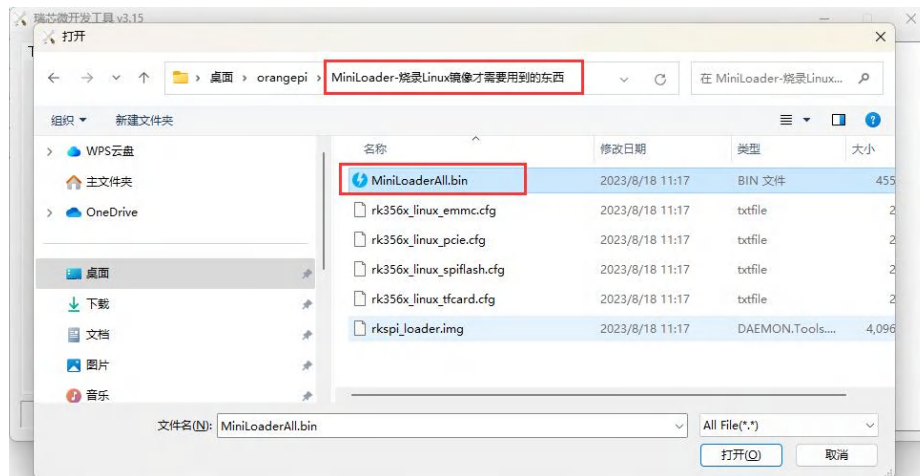 瑞芯微开发工具 v3.15
打开
桌面 › orangepi › MiniLoader-烧录Linux镜像才需要用到的东西
在 MiniLoader-烧录Linux...
组织 新建文件夹
名称 修改日期 类型 大小
WPS云盘
主文件夹
OneDrive
桌面
下载
文档
图片
音乐
MiniLoaderAll.bin 2023/8/18 11:17 BIN 文件 455
rk356x_linux_emmc.cfg 2023/8/18 11:17 txtfile 2
rk356x_linux_pcie.cfg 2023/8/18 11:17 txtfile 2
rk356x_linux_spiflash.cfg 2023/8/18 11:17 txtfile 2
rk356x_linux_tfcard.cfg 2023/8/18 11:17 txtfile 2
rkspi_loader.img 2023/8/18 11:17 DAEMON.Tools.... 4,096
文件名(N): MiniLoaderAll.bin All File(*.*)
打开(O) 取消